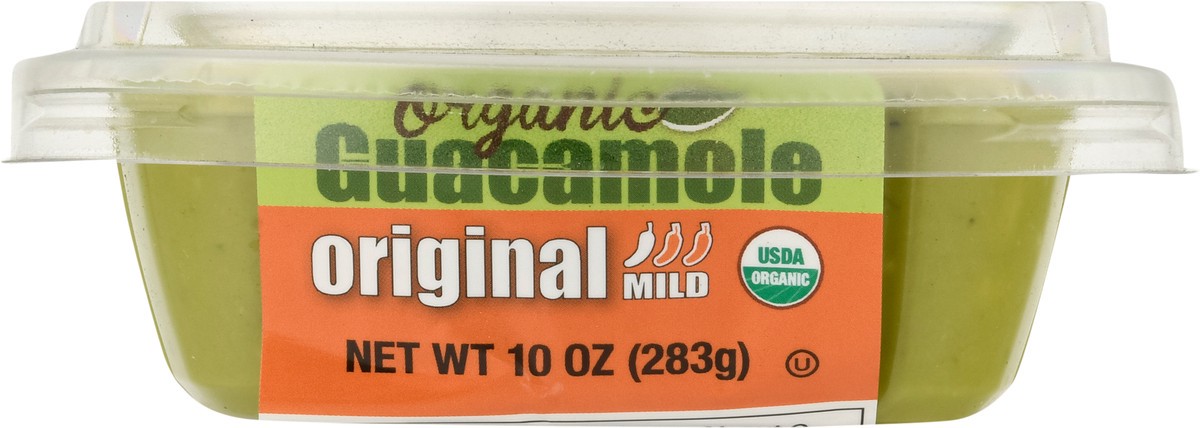 Organic
Guacamole
original MILD
USDA
ORGANIC
NET WT 10 OZ (283g) U